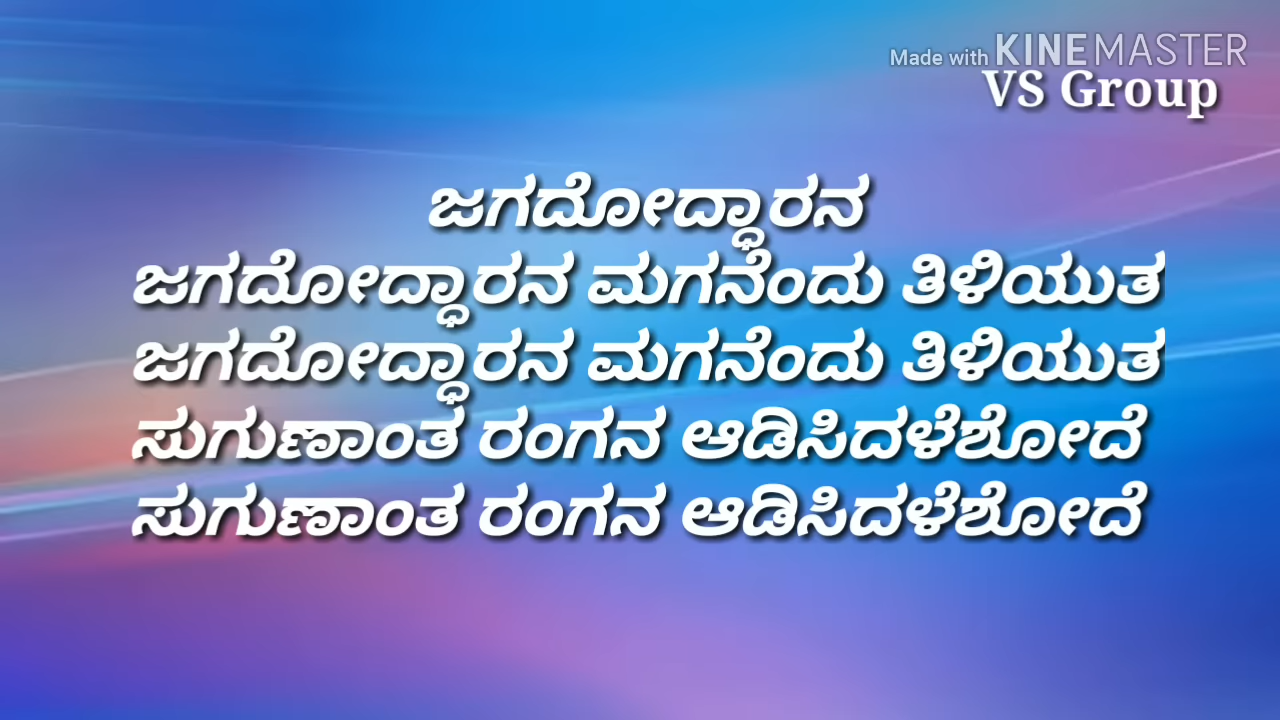 Made with KINEMASTER
VS Group
ಜಗದೋದ್ಧಾರನ
ಜಗದೋದ್ಧಾರನ ಮಗನೆಂದು ತಿಳಿಯುತ
ಜಗದೋದ್ಧಾರನ ಮಗನೆಂದು ತಿಳಿಯುತ
ಸುಗುಣಾಂತ ರಂಗನ ಆಡಿಸಿದಳೆಶೋದೆ
ಸುಗುಣಾಂತ ರಂಗನ ಆಡಿಸಿದಳೆಶೋದೆ